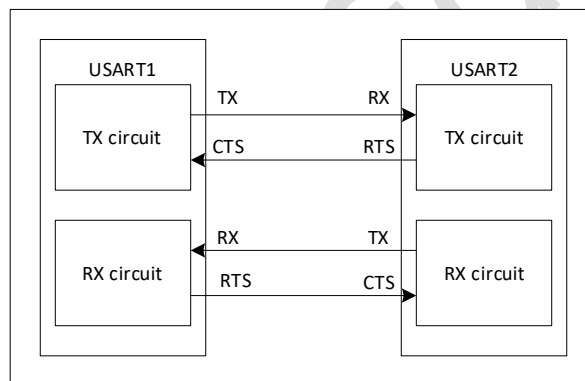 USART1 USART2
TX RX
TX circuit TX circuit
CTS RTS
RX TX
RX circuit RX circuit
RTS CTS